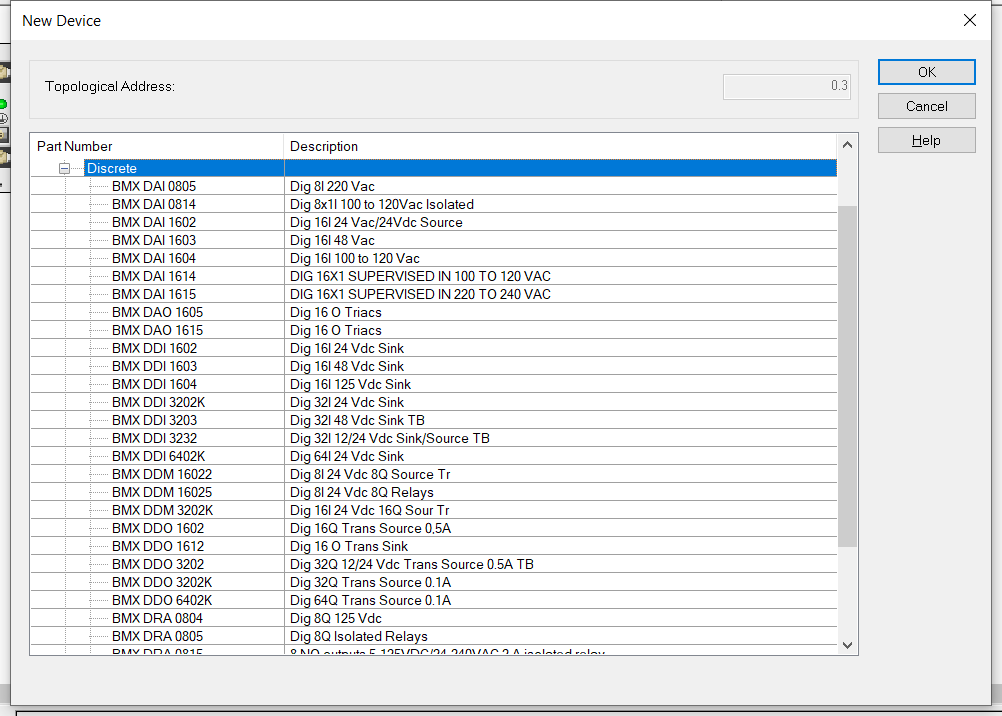 New Device
Topological Address:
0.3
OK
Cancel
Help
Part Number Description
Discrete
BMX DAI 0805 Dig 8I 220 Vac
BMX DAI 0814 Dig 8x1I 100 to 120Vac Isolated
BMX DAI 1602 Dig 16I 24 Vac/24Vdc Source
BMX DAI 1603 Dig 16I 48 Vac
BMX DAI 1604 Dig 16I 100 to 120 Vac
BMX DAI 1614 DIG 16X1 SUPERVISED IN 100 TO 120 VAC
BMX DAI 1615 DIG 16X1 SUPERVISED IN 220 TO 240 VAC
BMX DAO 1605 Dig 16 O Triacs
BMX DAO 1615 Dig 16 O Triacs
BMX DDI 1602 Dig 16I 24 Vdc Sink
BMX DDI 1603 Dig 16I 48 Vdc Sink
BMX DDI 1604 Dig 16I 125 Vdc Sink
BMX DDI 3202K Dig 32I 24 Vdc Sink
BMX DDI 3203 Dig 32I 48 Vdc Sink TB
BMX DDI 3232 Dig 32I 12/24 Vdc Sink/Source TB
BMX DDI 6402K Dig 64I 24 Vdc Sink
BMX DDM 16022 Dig 8I 24 Vdc 8Q Source Tr
BMX DDM 16025 Dig 8I 24 Vdc 8Q Relays
BMX DDM 3202K Dig 16I 24 Vdc 16Q Sour Tr
BMX DDO 1602 Dig 16Q Trans Source 0,5A
BMX DDO 1612 Dig 16 O Trans Sink
BMX DDO 3202 Dig 32Q 12/24 Vdc Trans Source 0.5A TB
BMX DDO 3202K Dig 32Q Trans Source 0.1A
BMX DDO 6402K Dig 64Q Trans Source 0.1A
BMX DRA 0804 Dig 8Q 125 Vdc
BMX DRA 0805 Dig 8Q Isolated Relays
BMX DRA 0815 8 NO outputs 5-125VDC/24-240VAC 2 A isolated relay